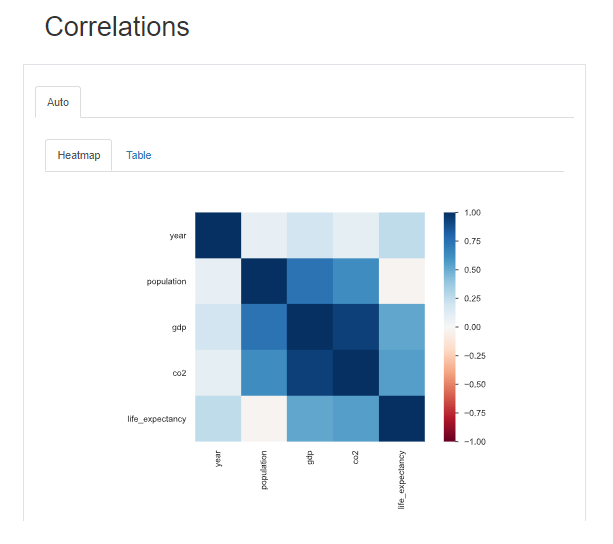 Correlations
Auto
Heatmap Table
year
population
gdp
co2
life_expectancy
1.00
0.75
0.50
0.25
0.00
−0.25
−0.50
−0.75
−1.00
year
population
gdp
co2
life_expectancy